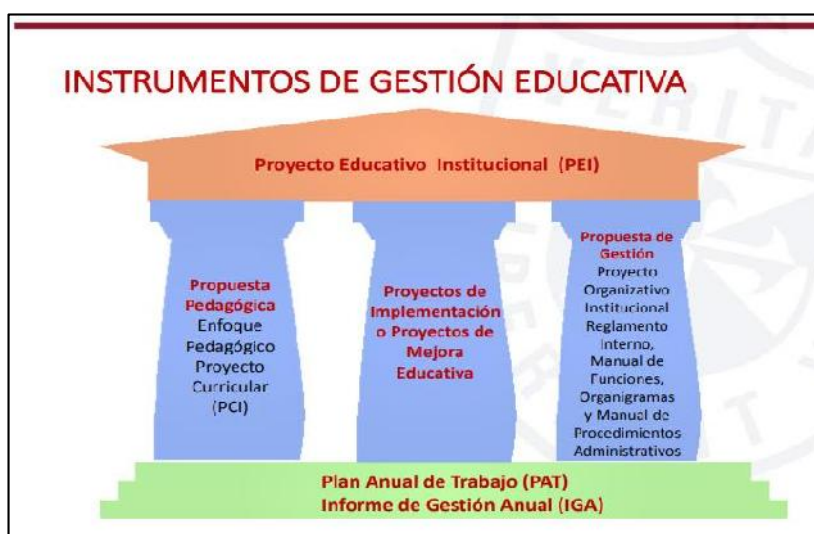 INSTRUMENTOS DE GESTIÓN EDUCATIVA
Proyecto Educativo Institucional (PEI)
Propuesta
Pedagógica
Enfoque
Pedagógico
Proyecto
Curricular
(PCI)
Proyectos de
Implementación
o Proyectos de
Mejora
Educativa
Propuesta de
Gestión
Proyecto
Organizativo
Institucional
Reglamento
Interno,
Manual de
Funciones,
Organigramas
y Manual de
Procedimientos
Administrativos
Plan Anual de Trabajo (PAT)
Informe de Gestión Anual (IGA)